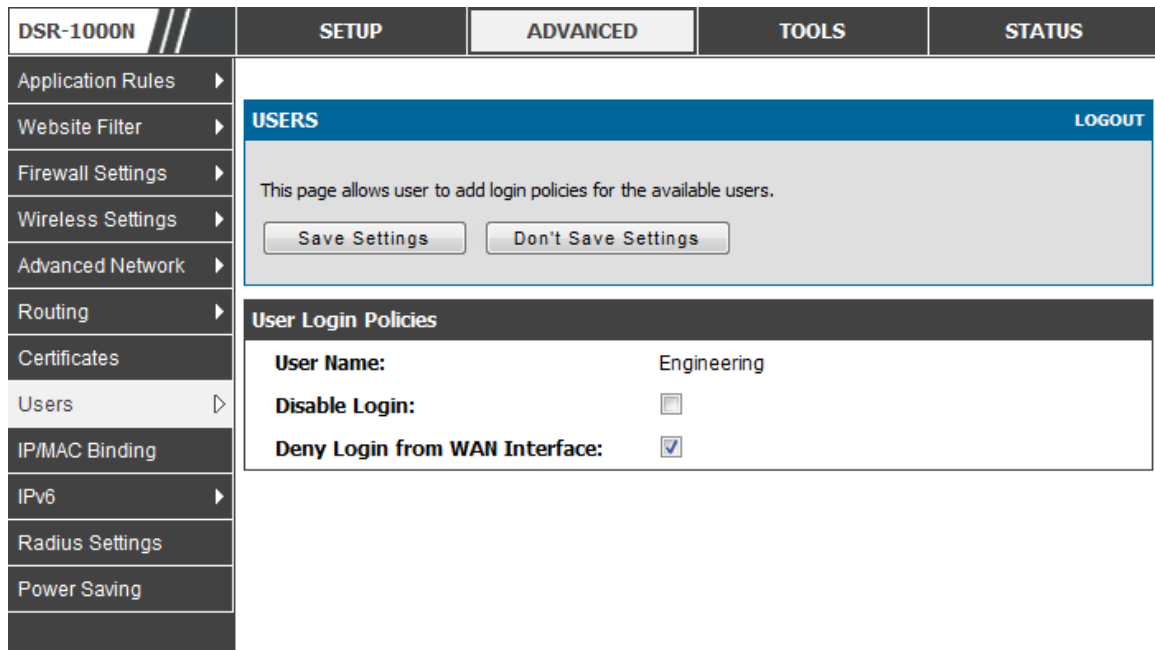 DSR-1000N
SETUP
ADVANCED
TOOLS
STATUS
Application Rules
Website Filter
Firewall Settings
Wireless Settings
Advanced Network
Routing
Certificates
Users
IP/MAC Binding
IPv6
Radius Settings
Power Saving
USERS
LOGOUT
This page allows user to add login policies for the available users.
Save Settings
Don't Save Settings
User Login Policies
User Name: Engineering
Disable Login:
Deny Login from WAN Interface: